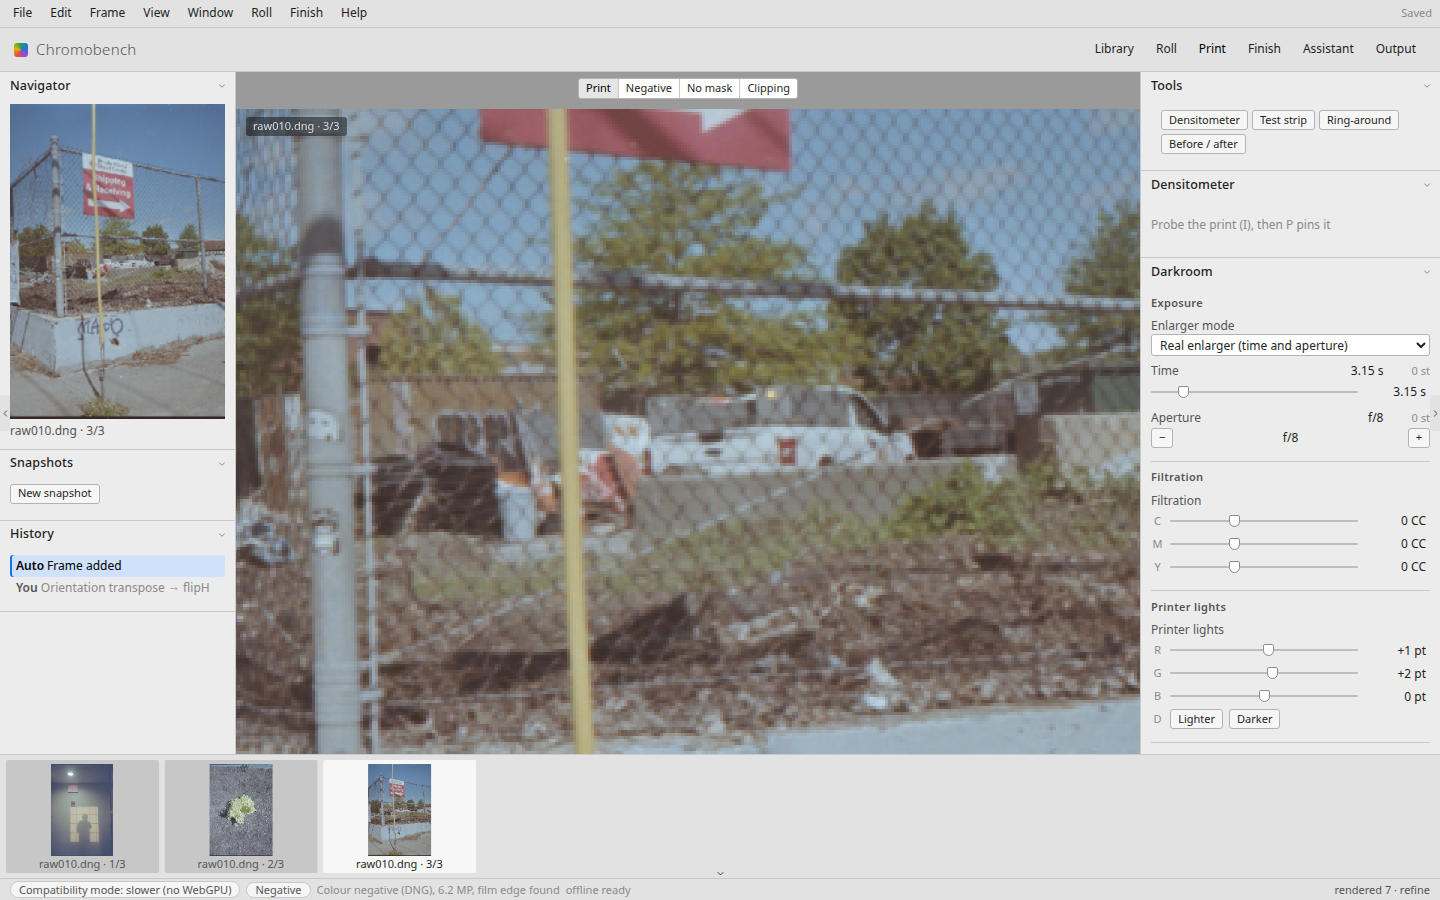 File Edit Frame View Window Roll Finish Help
Saved
Chromobench
Library Roll Print Finish Assistant Output
Navigator
Shipping
& Receiving
raw010.dng · 3/3
Snapshots
New snapshot
History
Auto Frame added
You Orientation transpose → flipH
Print Negative No mask Clipping
raw010.dng · 3/3
Tools
Densitometer Test strip Ring-around
Before / after
Densitometer
Probe the print (I), then P pins it
Darkroom
Exposure
Enlarger mode
Real enlarger (time and aperture)
Time 3.15 s 0 st
3.15 s
Aperture f/8 0 st
− f/8 +
Filtration
Filtration
C 0 CC
M 0 CC
Y 0 CC
Printer lights
Printer lights
R +1 pt
G +2 pt
B 0 pt
D Lighter Darker
raw010.dng · 1/3
raw010.dng · 2/3
raw010.dng · 3/3
Compatibility mode: slower (no WebGPU) Negative Colour negative (DNG), 6.2 MP, film edge found offline ready
rendered 7 · refine